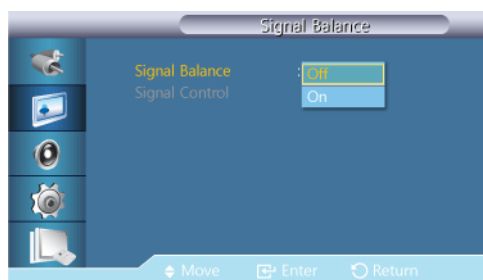 Signal Balance
Signal Balance : Off
Signal Control On
Move Enter Return